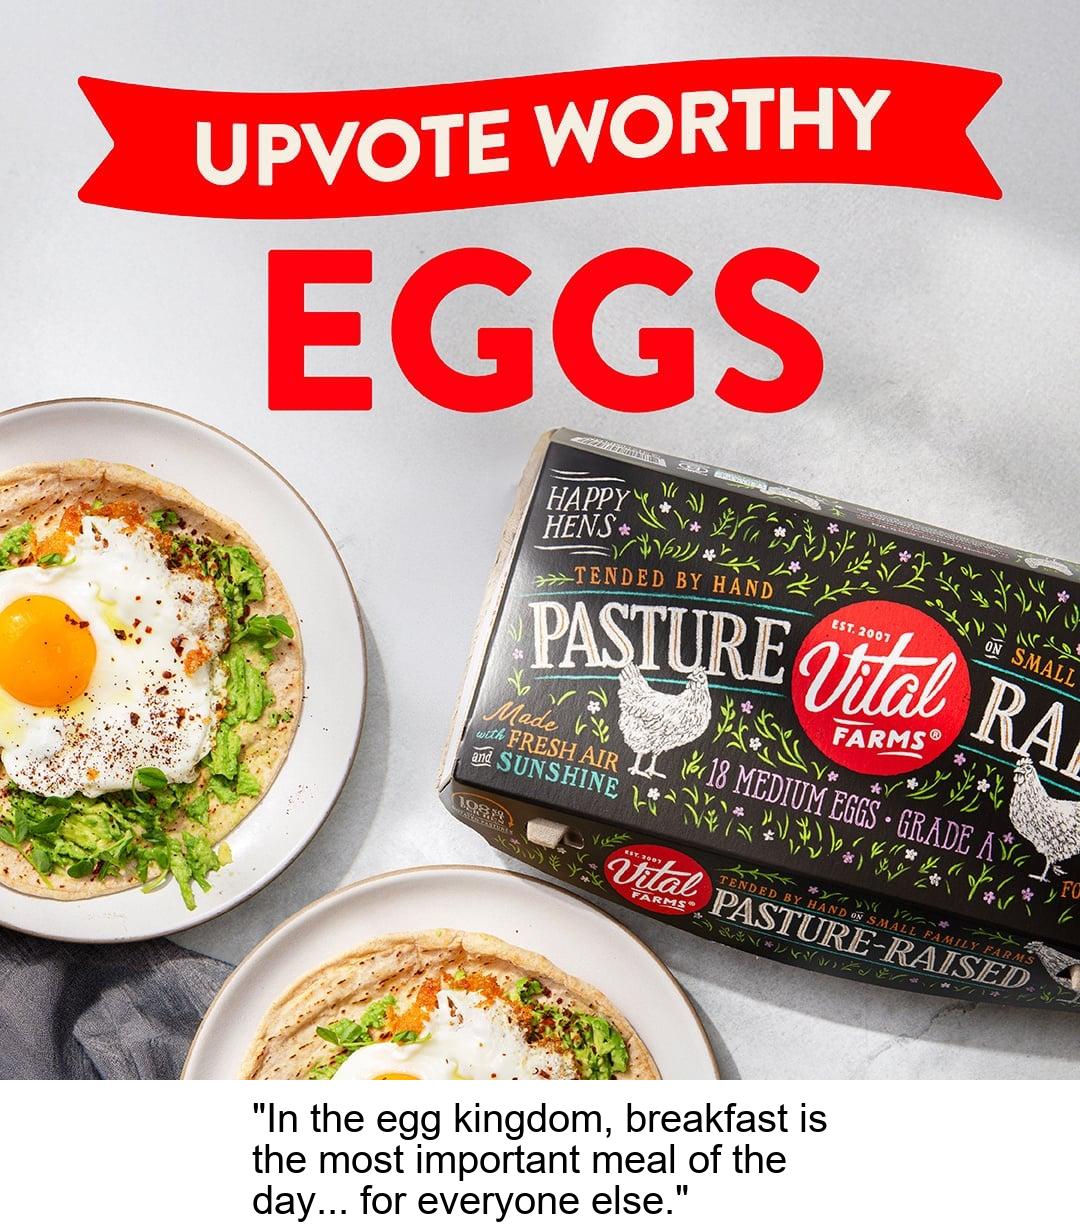 UPVOTE WORTHY
EGGS
HAPPY
HENS
TENDED BY HAND
ON SMALL
PASTURE
EST. 2007
Vital
FARMS®
Made
with FRESH AIR
and SUNSHINE
18 MEDIUM EGGS • GRADE A
EST. 2007
Vital
FARMS®
TENDED BY HAND ON SMALL FAMILY FARMS
PASTURE-RAISED
"In the egg kingdom, breakfast is
the most important meal of the
day... for everyone else."